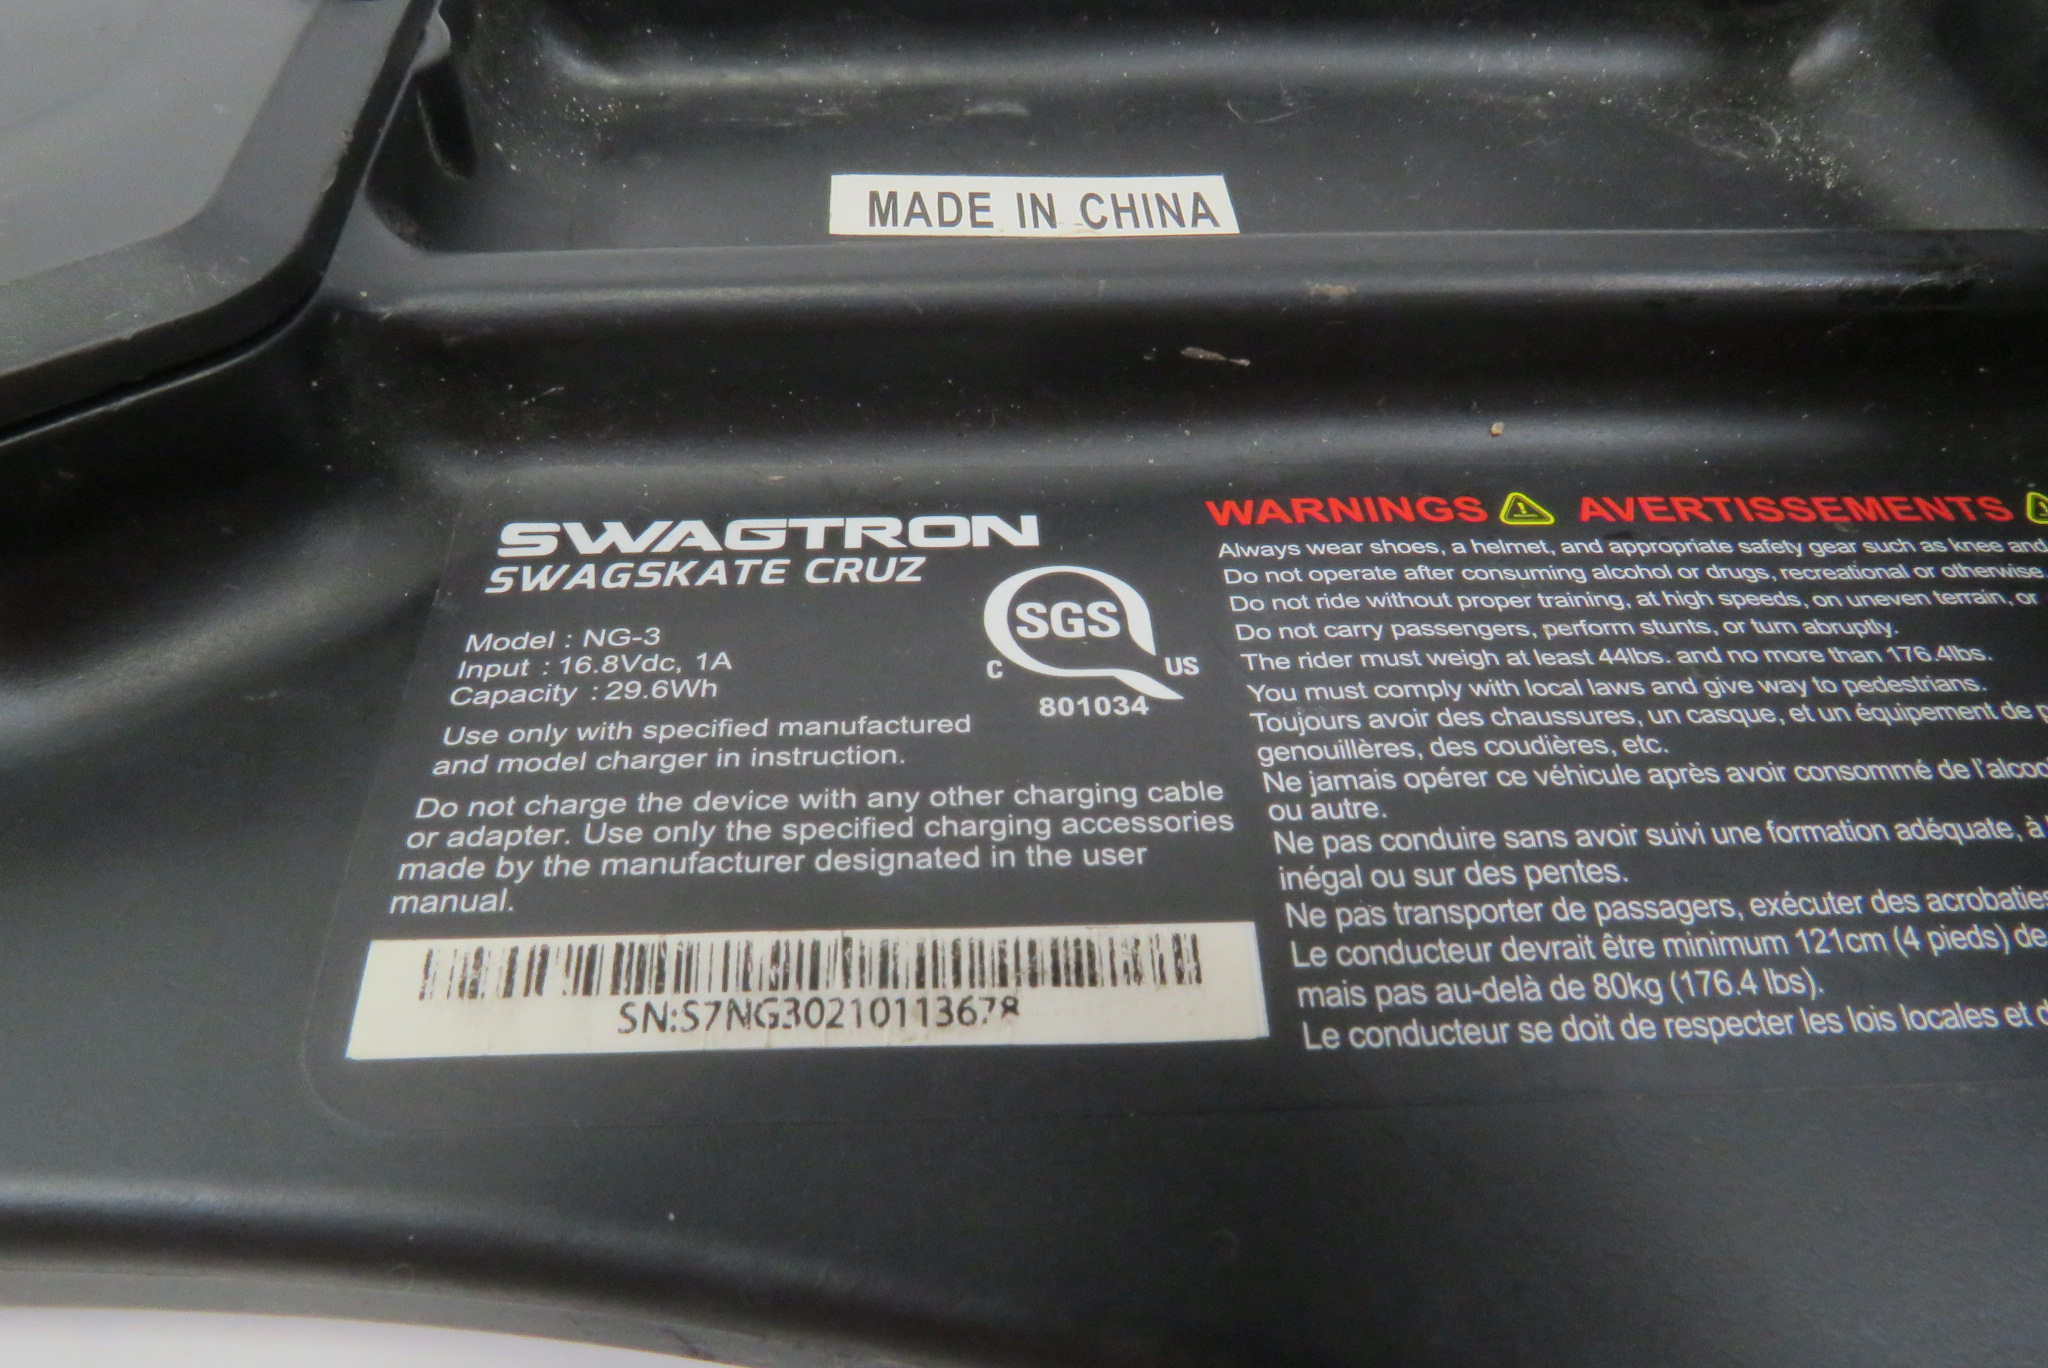 MADE IN CHINA
SWAGTRON
SWAGSKATE CRUZ
Model : NG-3
Input : 16.8Vdc, 1A
Capacity : 29.6Wh
SGS
C US
801034
Use only with specified manufactured
and model charger in instruction.
Do not charge the device with any other charging cable
or adapter. Use only the specified charging accessories
made by the manufacturer designated in the user
manual.
SN:S7NG30210113678
WARNINGS AVERTISSEMENTS
Always wear shoes, a helmet, and appropriate safety gear such as knee and
Do not operate after consuming alcohol or drugs, recreational or otherwise.
Do not ride without proper training, at high speeds, on uneven terrain, or
Do not carry passengers, perform stunts, or turn abruptly.
The rider must weigh at least 44lbs. and no more than 176.4lbs.
You must comply with local laws and give way to pedestrians.
Toujours avoir des chaussures, un casque, et un équipement de
genouillères, des coudières, etc.
Ne jamais opérer ce véhicule après avoir consommé de
ou autre.
Ne pas conduire sans avoir suivi une formation adéquate, à
inégal ou sur des pentes.
Ne pas transporter de passagers, exécuter des acrobaties
Le conducteur devrait être minimum 121cm (4 pieds) de
mais pas au-delà de 80kg (176.4 lbs).
Le conducteur se doit de respecter les lois locales et